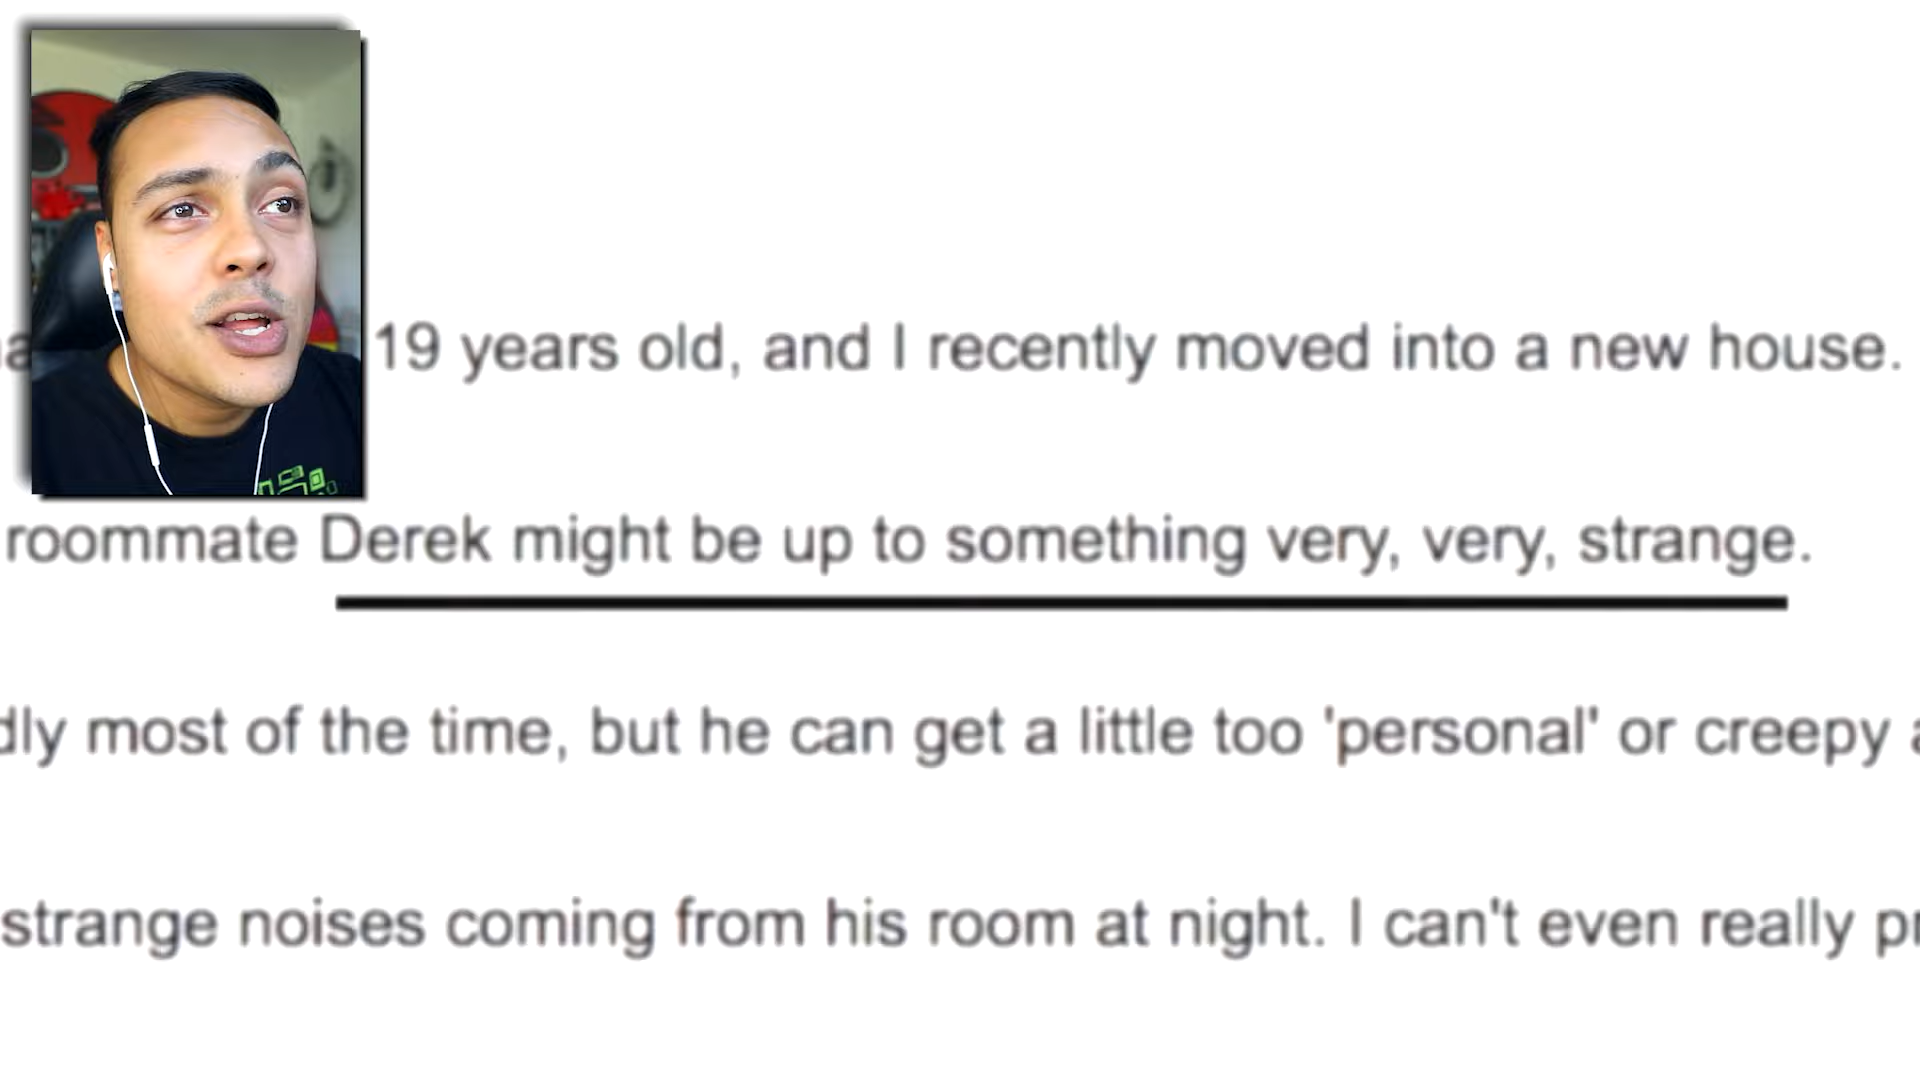 19 years old, and I recently moved into a new house.
roommate Derek might be up to something very, very, strange.
most of the time, but he can get a little too 'personal' or creepy
strange noises coming from his room at night. I can't even really